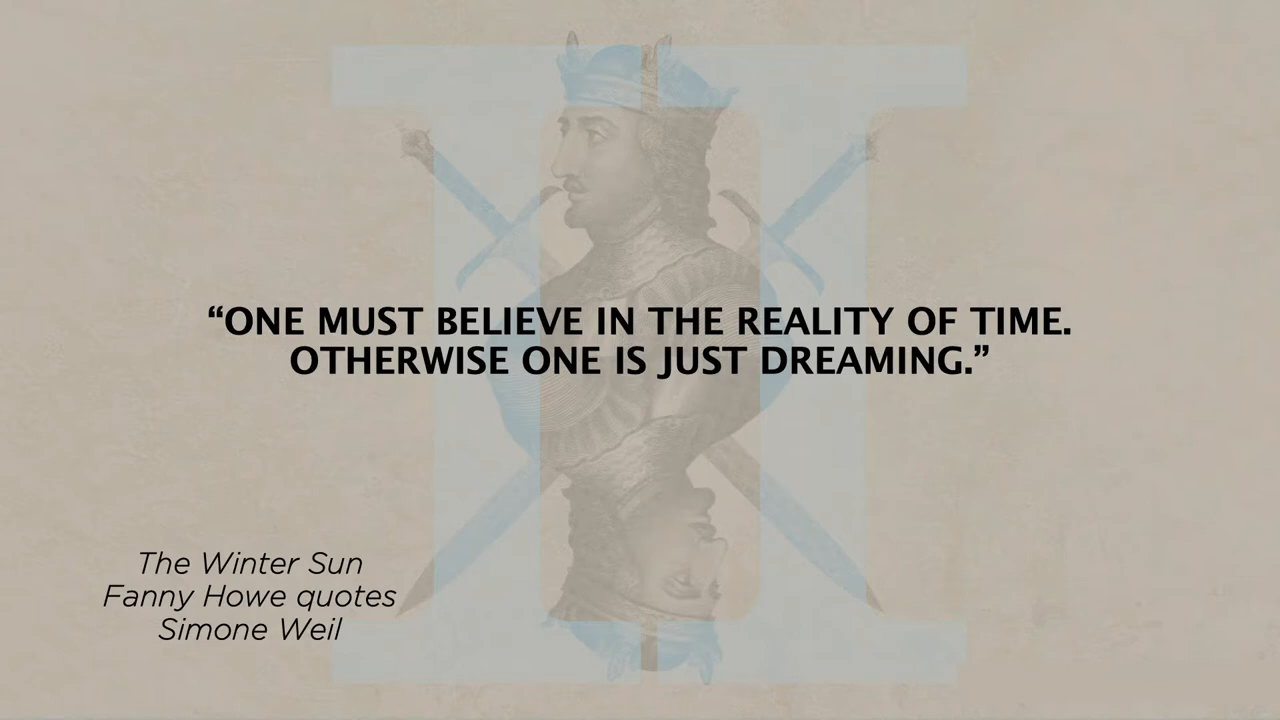 “ONE MUST BELIEVE IN THE REALITY OF TIME.
OTHERWISE ONE IS JUST DREAMING.”
The Winter Sun
Fanny Howe quotes
Simone Weil